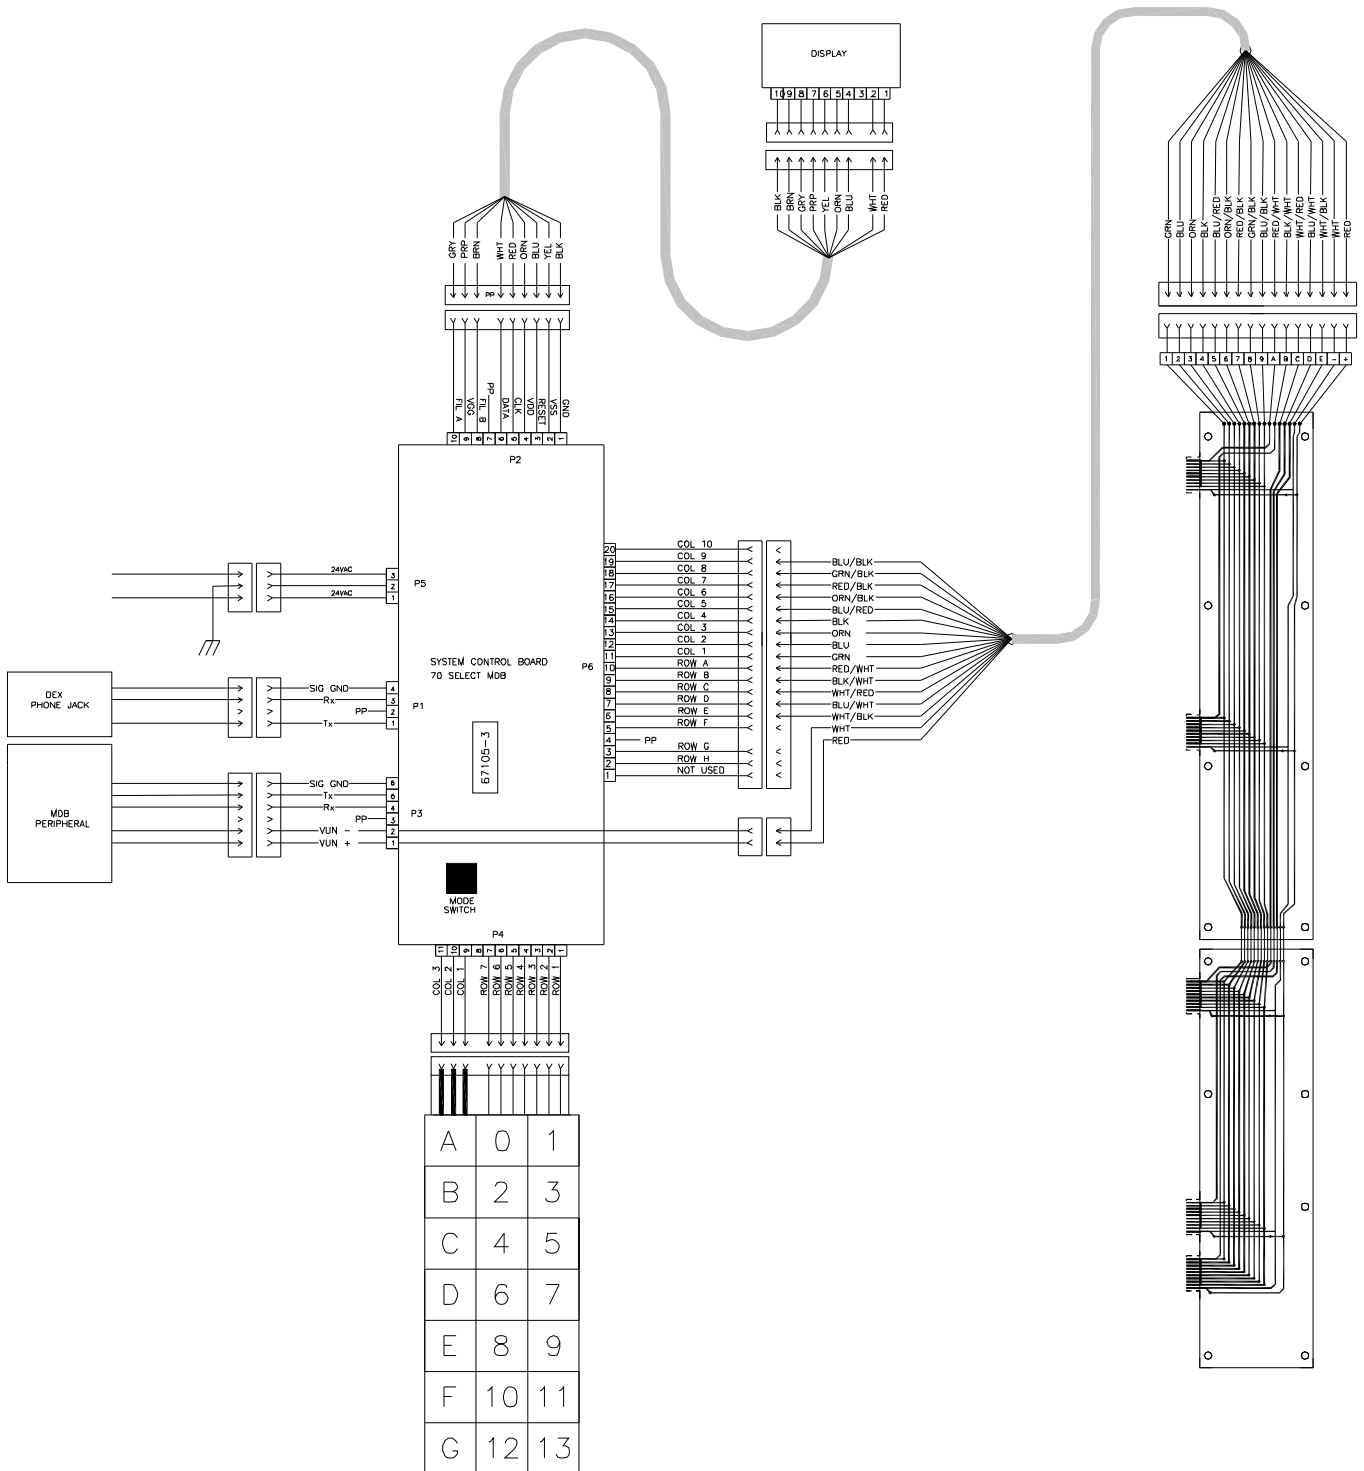 DISPLAY
10 9 8 7 6 5 4 3 2 1
BLK BRN GRY PRP YEL ORN BLU WHT RED
GRY PRP BRN WHT RED ORN BLU YEL BLK
PP
FIL A VGG FIL B PP DATA CLK VDD RESET VSS GND
10 9 8 7 6 5 4 3 2 1
P2
GRN BLU ORN BLK BLU/RED ORN/BLK RED/BLK GRN/BLK BLU/BLK RED/WHT BLK/WHT WHT/RED BLU/WHT WHT/BLK WHT RED
1 2 3 4 5 6 7 8 9 A B C D E - +
24VAC 3
2
24VAC 1
P5
SYSTEM CONTROL BOARD
70 SELECT MDB
67105-3
P6
20 COL 10
19 COL 9 BLU/BLK
18 COL 8 GRN/BLK
17 COL 7 RED/BLK
16 COL 6 ORN/BLK
15 COL 5 BLU/RED
14 COL 4 BLK
13 COL 3 ORN
12 COL 2 BLU
11 COL 1 GRN
10 ROW A RED/WHT
9 ROW B BLK/WHT
8 ROW C WHT/RED
7 ROW D BLU/WHT
6 ROW E WHT/BLK
5 ROW F WHT
4 PP RED
3 ROW G
2 ROW H
1 NOT USED
DEX
PHONE JACK
SIG GND 4
Rx 3
PP 2
Tx 1
P1
MDB
PERIPHERAL
SIG GND 6
Tx
Rx 4
PP 3
VUN - 2
VUN + 1
P3
MODE
SWITCH
P4
11 10 9 8 7 6 5 4 3 2 1
COL 3 COL 2 COL 1 ROW 7 ROW 6 ROW 5 ROW 4 ROW 3 ROW 2 ROW 1
A 0 1
B 2 3
C 4 5
D 6 7
E 8 9
F 10 11
G 12 13